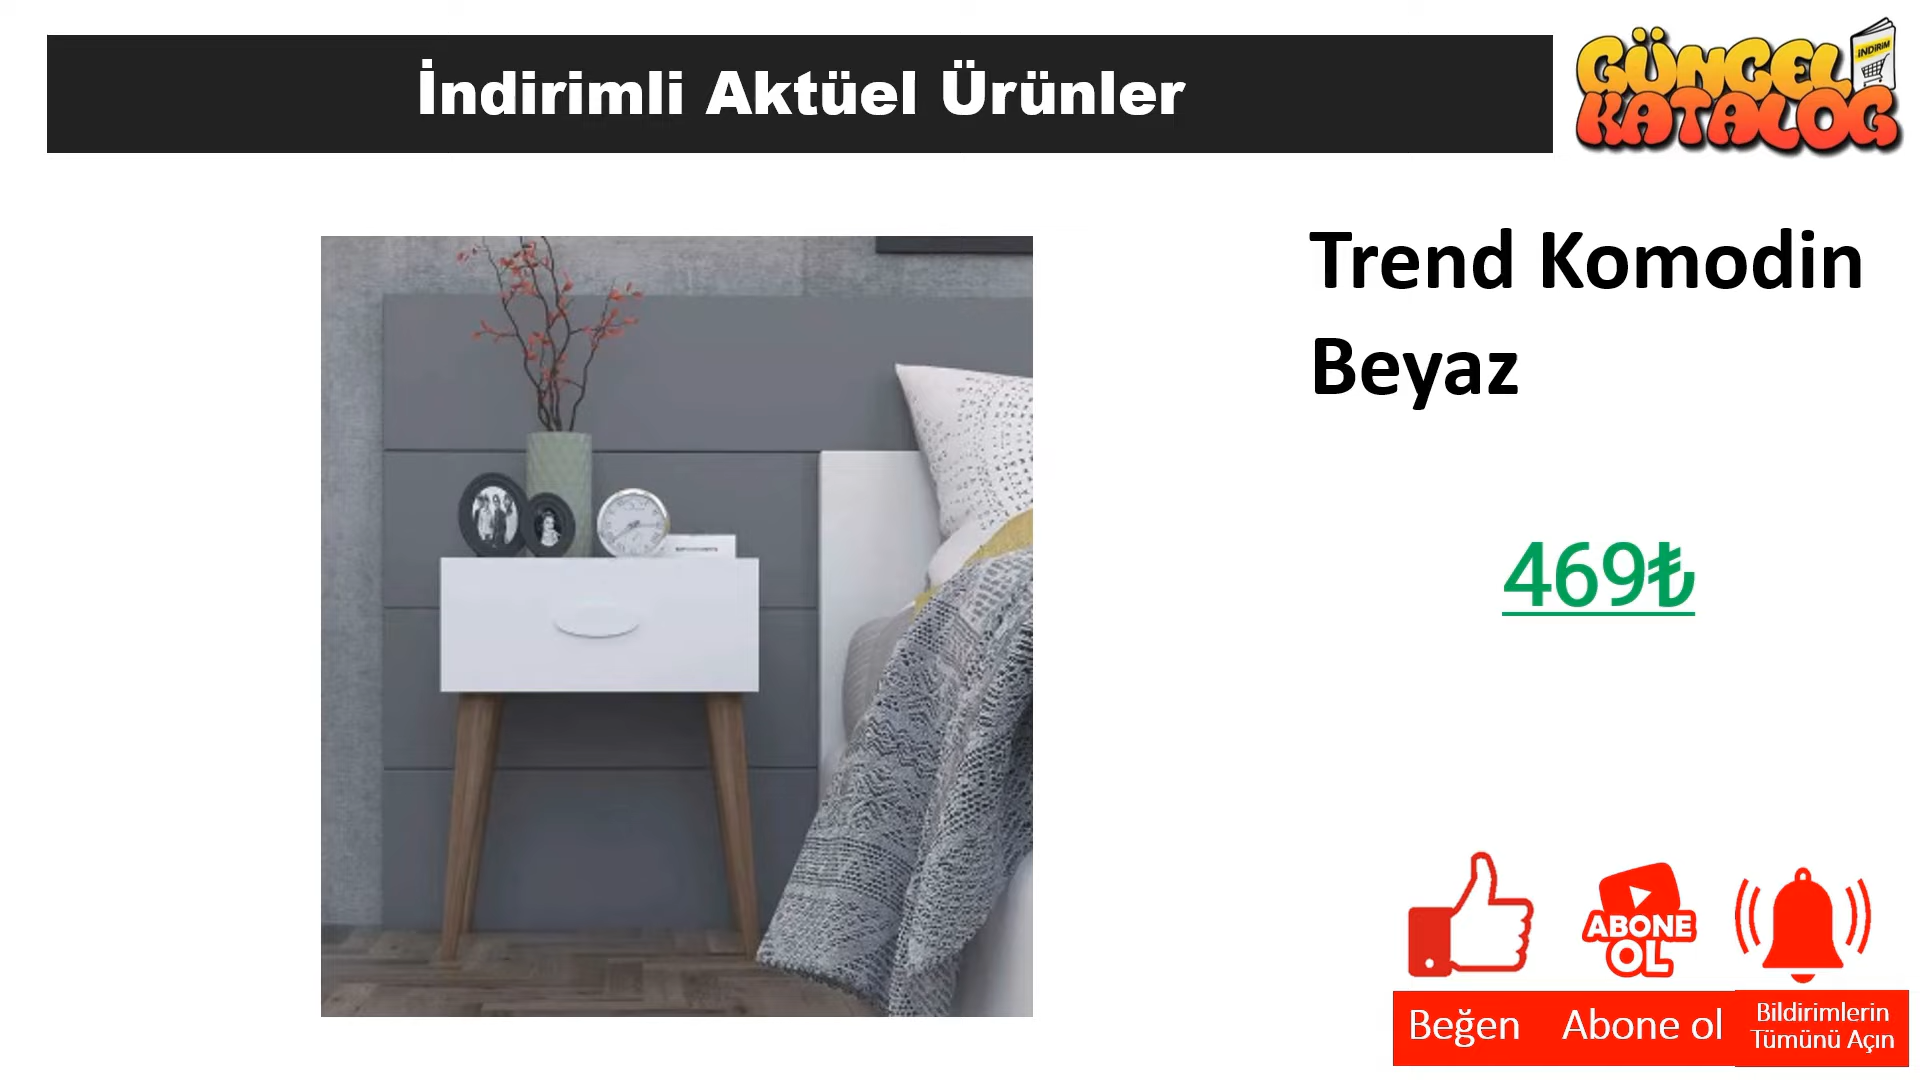 İndirimli Aktüel Ürünler
GÜNCEL
KATALOG
İNDİRİM
Trend Komodin
Beyaz
469₺
ABONE
OL
Beğen
Abone ol
Bildirimlerin
Tümünü Açın